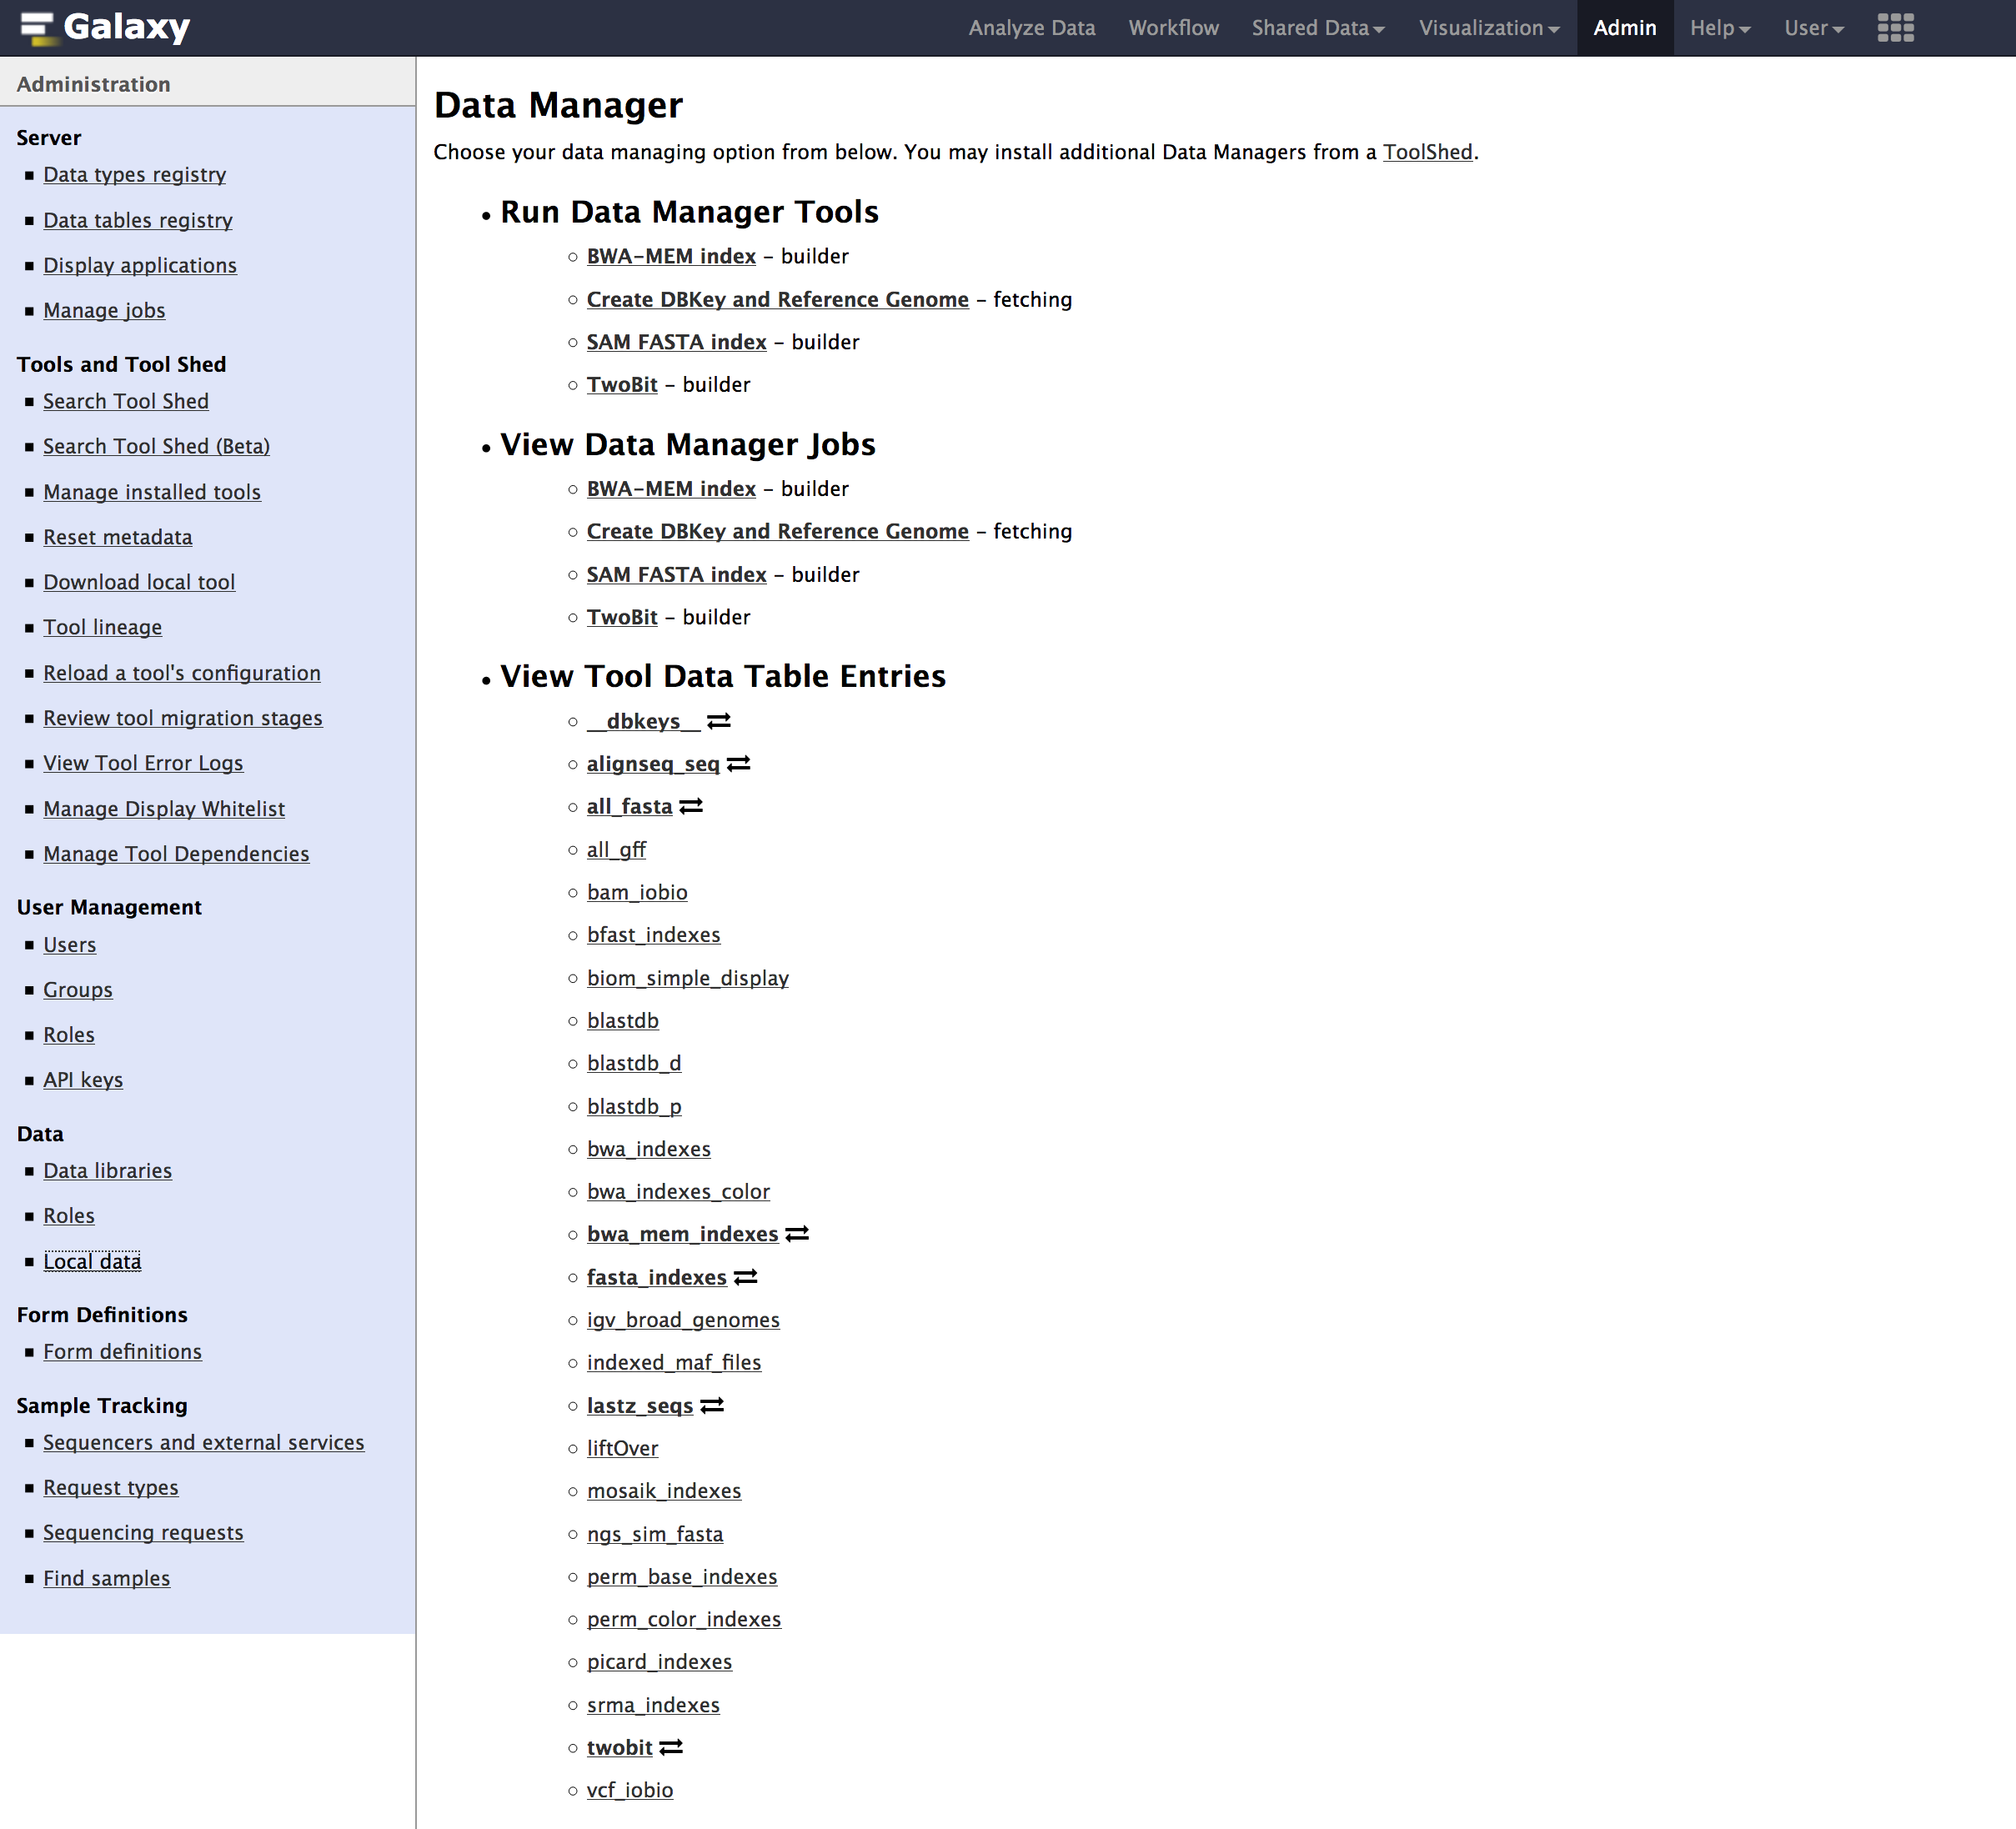 Galaxy
Analyze Data Workflow Shared Data Visualization Admin Help User
Administration
Server
Data types registry
Data tables registry
Display applications
Manage jobs
Tools and Tool Shed
Search Tool Shed
Search Tool Shed (Beta)
Manage installed tools
Reset metadata
Download local tool
Tool lineage
Reload a tool's configuration
Review tool migration stages
View Tool Error Logs
Manage Display Whitelist
Manage Tool Dependencies
User Management
Users
Groups
Roles
API keys
Data
Data libraries
Roles
Local data
Form Definitions
Form definitions
Sample Tracking
Sequencers and external services
Request types
Sequencing requests
Find samples
Data Manager
Choose your data managing option from below. You may install additional Data Managers from a ToolShed.
Run Data Manager Tools
BWA-MEM index - builder
Create DBKey and Reference Genome - fetching
SAM FASTA index - builder
TwoBit - builder
View Data Manager Jobs
BWA-MEM index - builder
Create DBKey and Reference Genome - fetching
SAM FASTA index - builder
TwoBit - builder
View Tool Data Table Entries
__dbkeys__
alignseq_seq
all_fasta
all_gff
bam_iobio
bfast_indexes
biom_simple_display
blastdb
blastdb_d
blastdb_p
bwa_indexes
bwa_indexes_color
bwa_mem_indexes
fasta_indexes
igv_broad_genomes
indexed_maf_files
lastz_seqs
liftOver
mosaik_indexes
ngs_sim_fasta
perm_base_indexes
perm_color_indexes
picard_indexes
srma_indexes
twobit
vcf_iobio